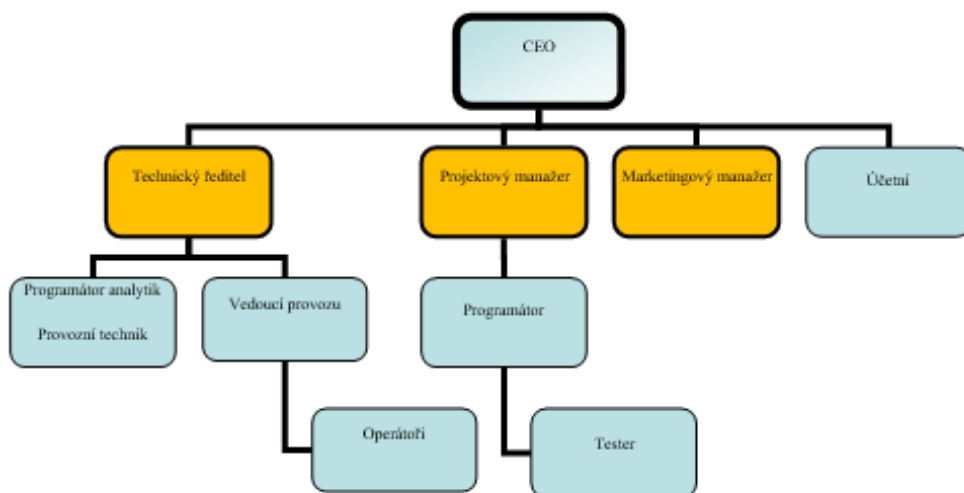 CEO
Technický ředitel
Projektový manažer
Marketingový manažer
Účetní
Programátor analytik
Provozní technik
Vedoucí provozu
Programátor
Operátoři
Tester